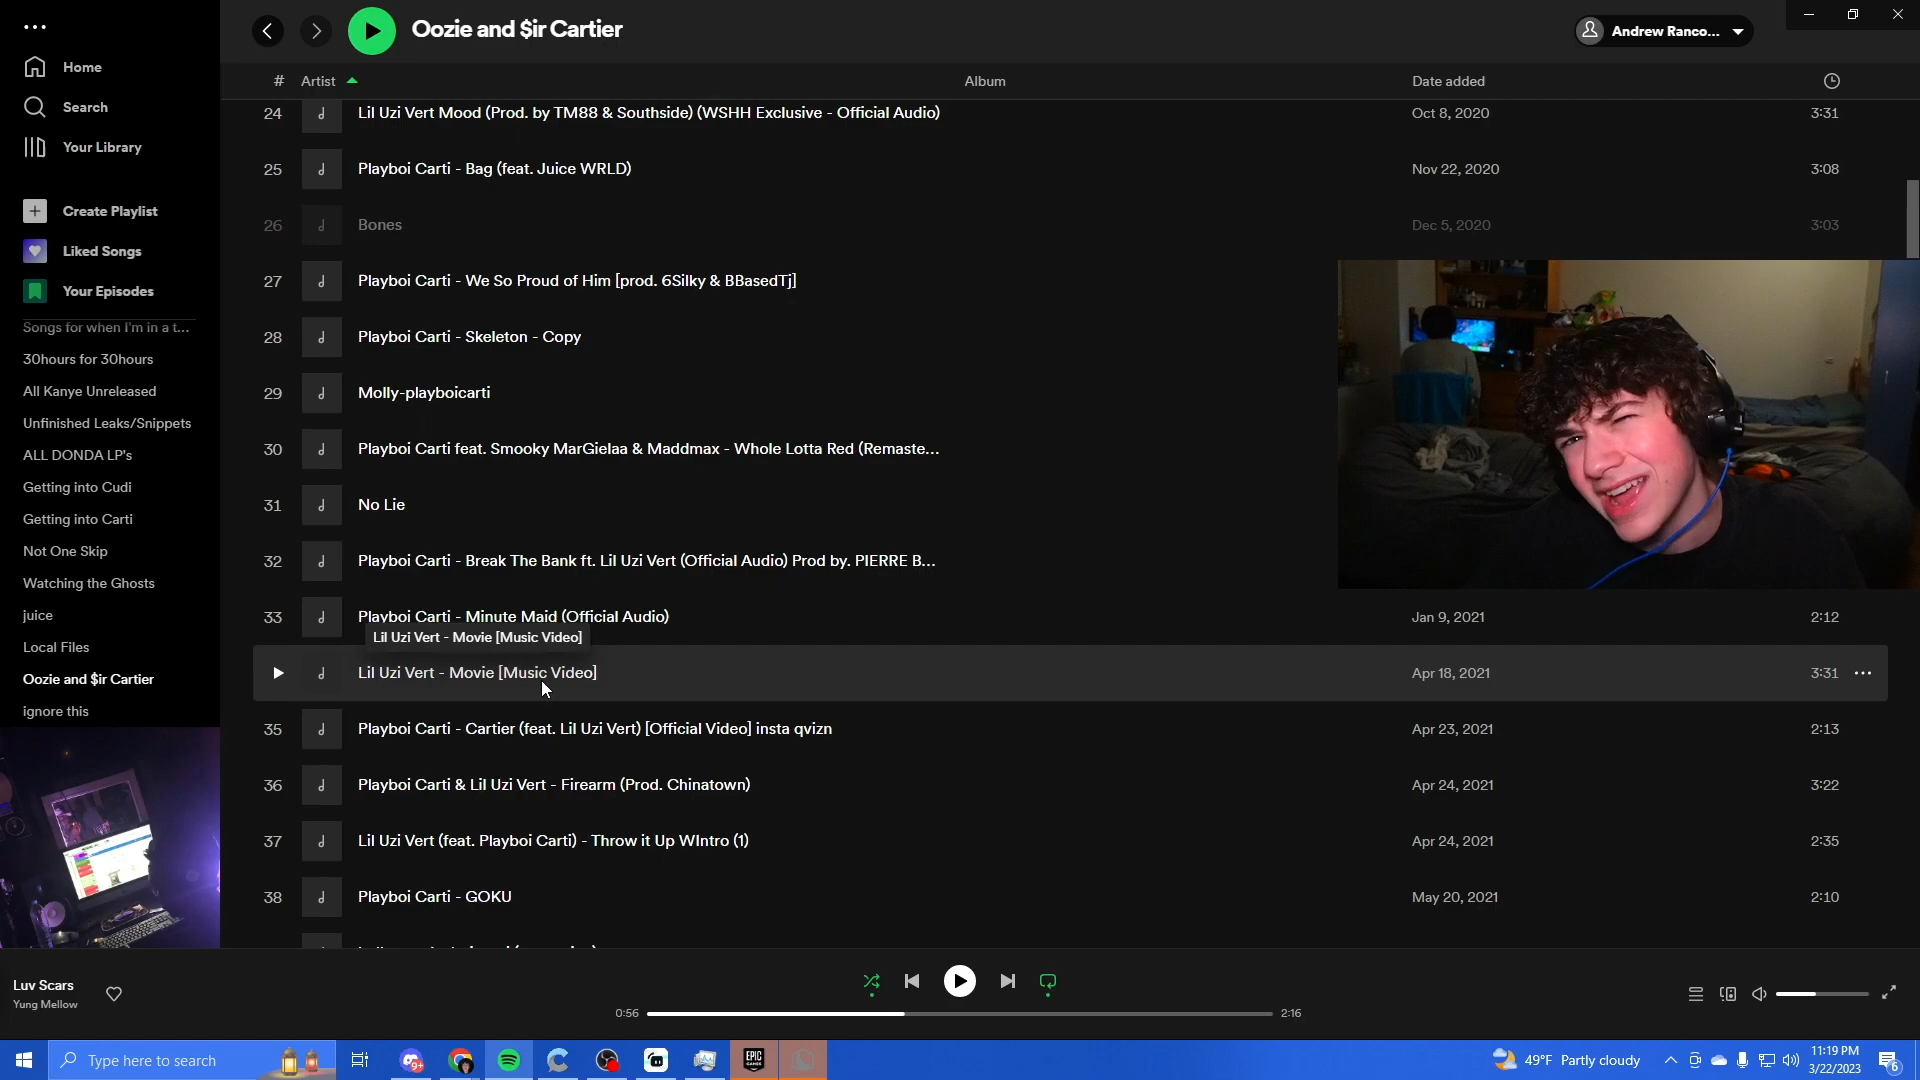 Oozie and $ir Cartier
Andrew Ranco...
Home
Search
Your Library
Create Playlist
Liked Songs
Your Episodes
Songs for when I'm in a t...
30hours for 30hours
All Kanye Unreleased
Unfinished Leaks/Snippets
ALL DONDA LP's
Getting into Cudi
Getting into Carti
Not One Skip
Watching the Ghosts
juice
Local Files
Oozie and $ir Cartier
ignore this
# Artist Album Date added
24 Lil Uzi Vert Mood (Prod. by TM88 & Southside) (WSHH Exclusive - Official Audio) Oct 8, 2020 3:31
25 Playboi Carti - Bag (feat. Juice WRLD) Nov 22, 2020 3:08
26 Bones Dec 5, 2020 3:03
27 Playboi Carti - We So Proud of Him [prod. 6Silky & BBasedTj]
28 Playboi Carti - Skeleton - Copy
29 Molly-playboicarti
30 Playboi Carti feat. Smooky MarGielaa & Maddmax - Whole Lotta Red (Remaste...
31 No Lie
32 Playboi Carti - Break The Bank ft. Lil Uzi Vert (Official Audio) Prod by. PIERRE B...
33 Playboi Carti - Minute Maid (Official Audio) Jan 9, 2021 2:12
Lil Uzi Vert - Movie [Music Video]
Lil Uzi Vert - Movie [Music Video] Apr 18, 2021 3:31
35 Playboi Carti - Cartier (feat. Lil Uzi Vert) [Official Video] insta qvizn Apr 23, 2021 2:13
36 Playboi Carti & Lil Uzi Vert - Firearm (Prod. Chinatown) Apr 24, 2021 3:22
37 Lil Uzi Vert (feat. Playboi Carti) - Throw it Up WIntro (1) Apr 24, 2021 2:35
38 Playboi Carti - GOKU May 20, 2021 2:10
Luv Scars
Yung Mellow
0:56 2:16
Type here to search
9+
EPIC GAMES
49°F Partly cloudy
11:19 PM
3/22/2023
6